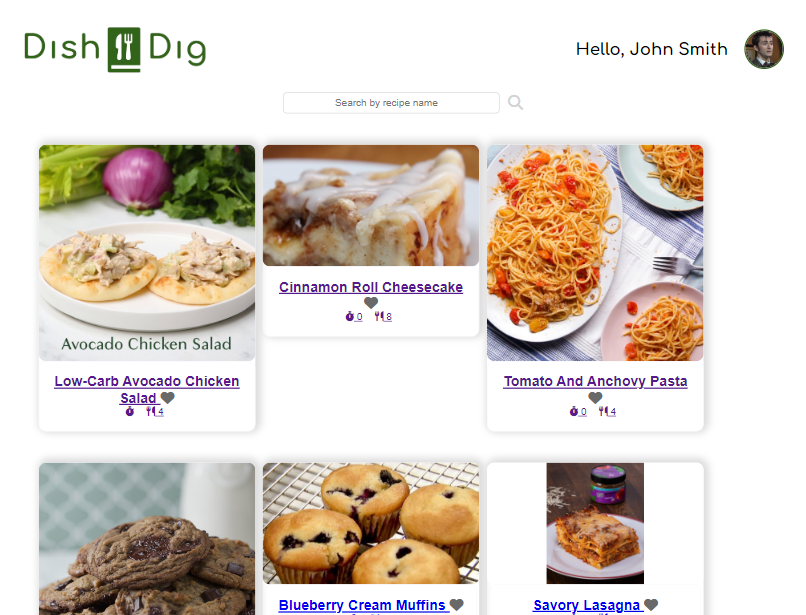 Dish Dig
Hello, John Smith
Search by recipe name
Avocado Chicken Salad
Low-Carb Avocado Chicken
Salad
4
Cinnamon Roll Cheesecake
0 8
Tomato And Anchovy Pasta
0 4
Blueberry Cream Muffins
Savory Lasagna